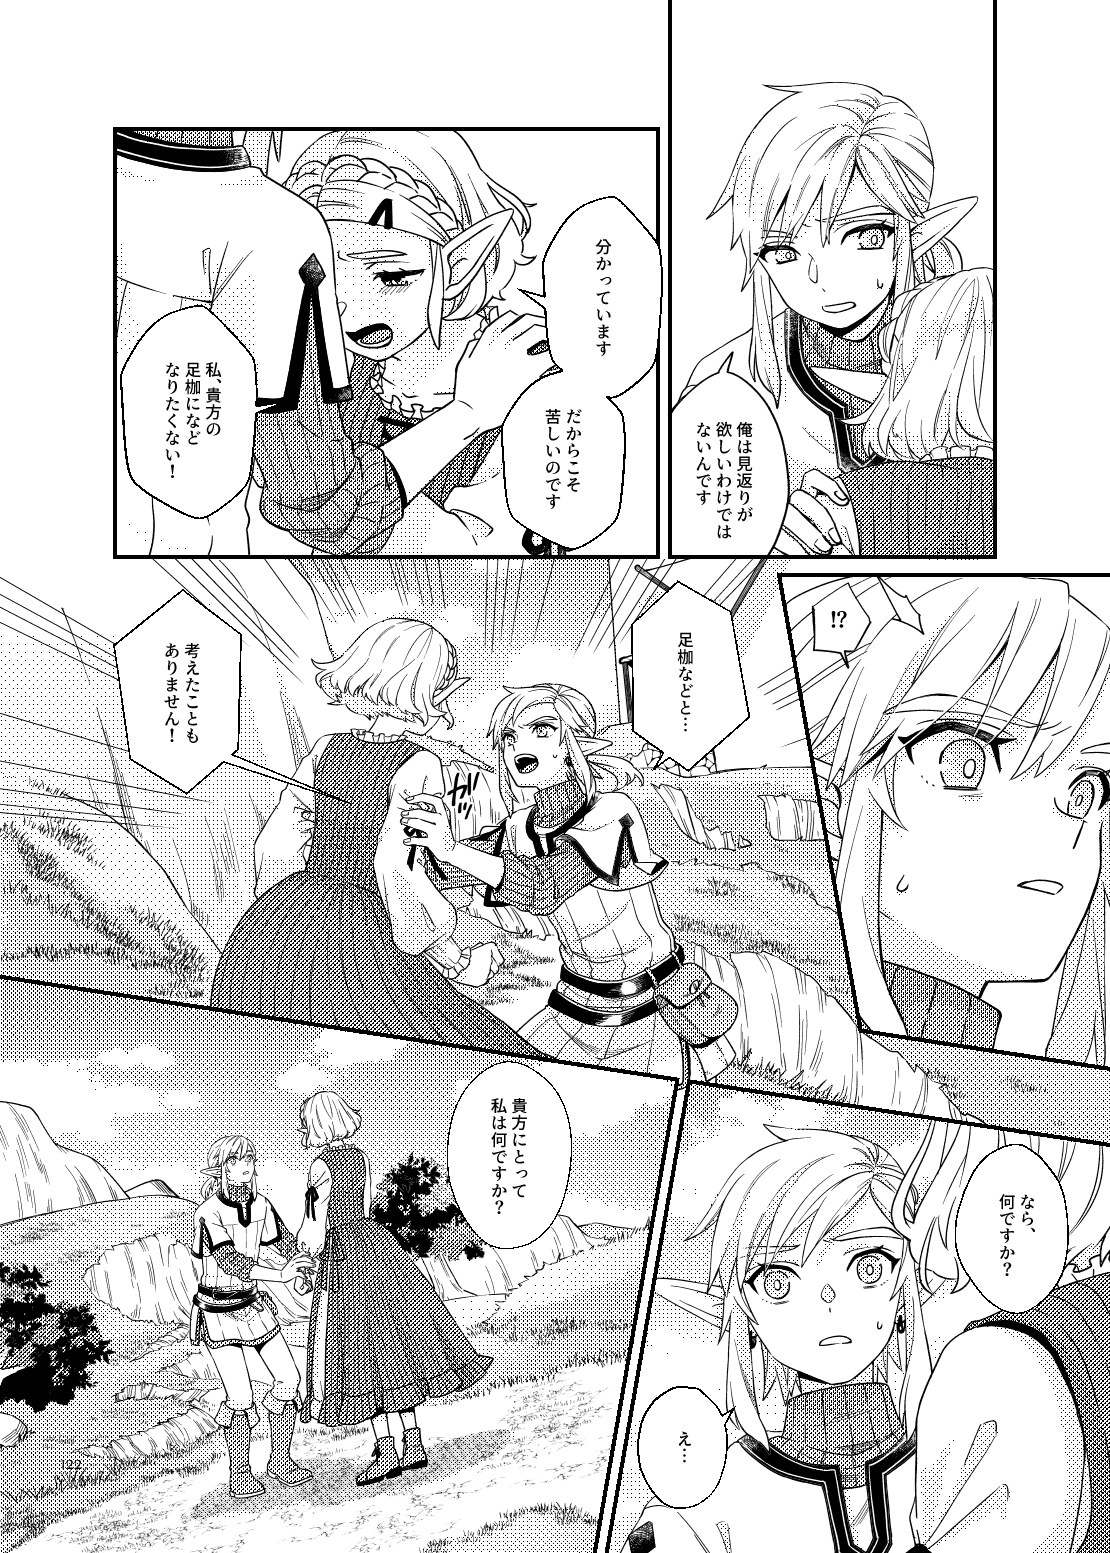 俺は見返りが
欲しいわけでは
ないんです
分かっています
だからこそ
苦しいのです
私、貴方の
足枷になど
なりたくない！
!?
足枷などと…
ガッ
考えたことも
ありません！
なら、
何ですか？
え…
貴方にとって
私は何ですか？
122